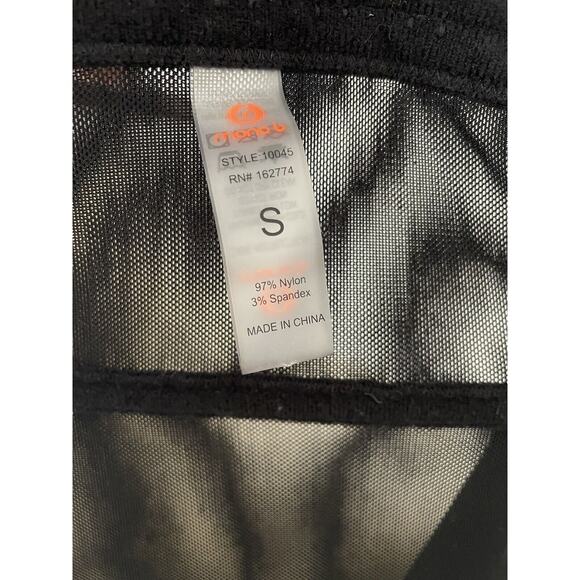 STYLE:10045
RN# 162774
S
97% Nylon
3% Spandex
MADE IN CHINA